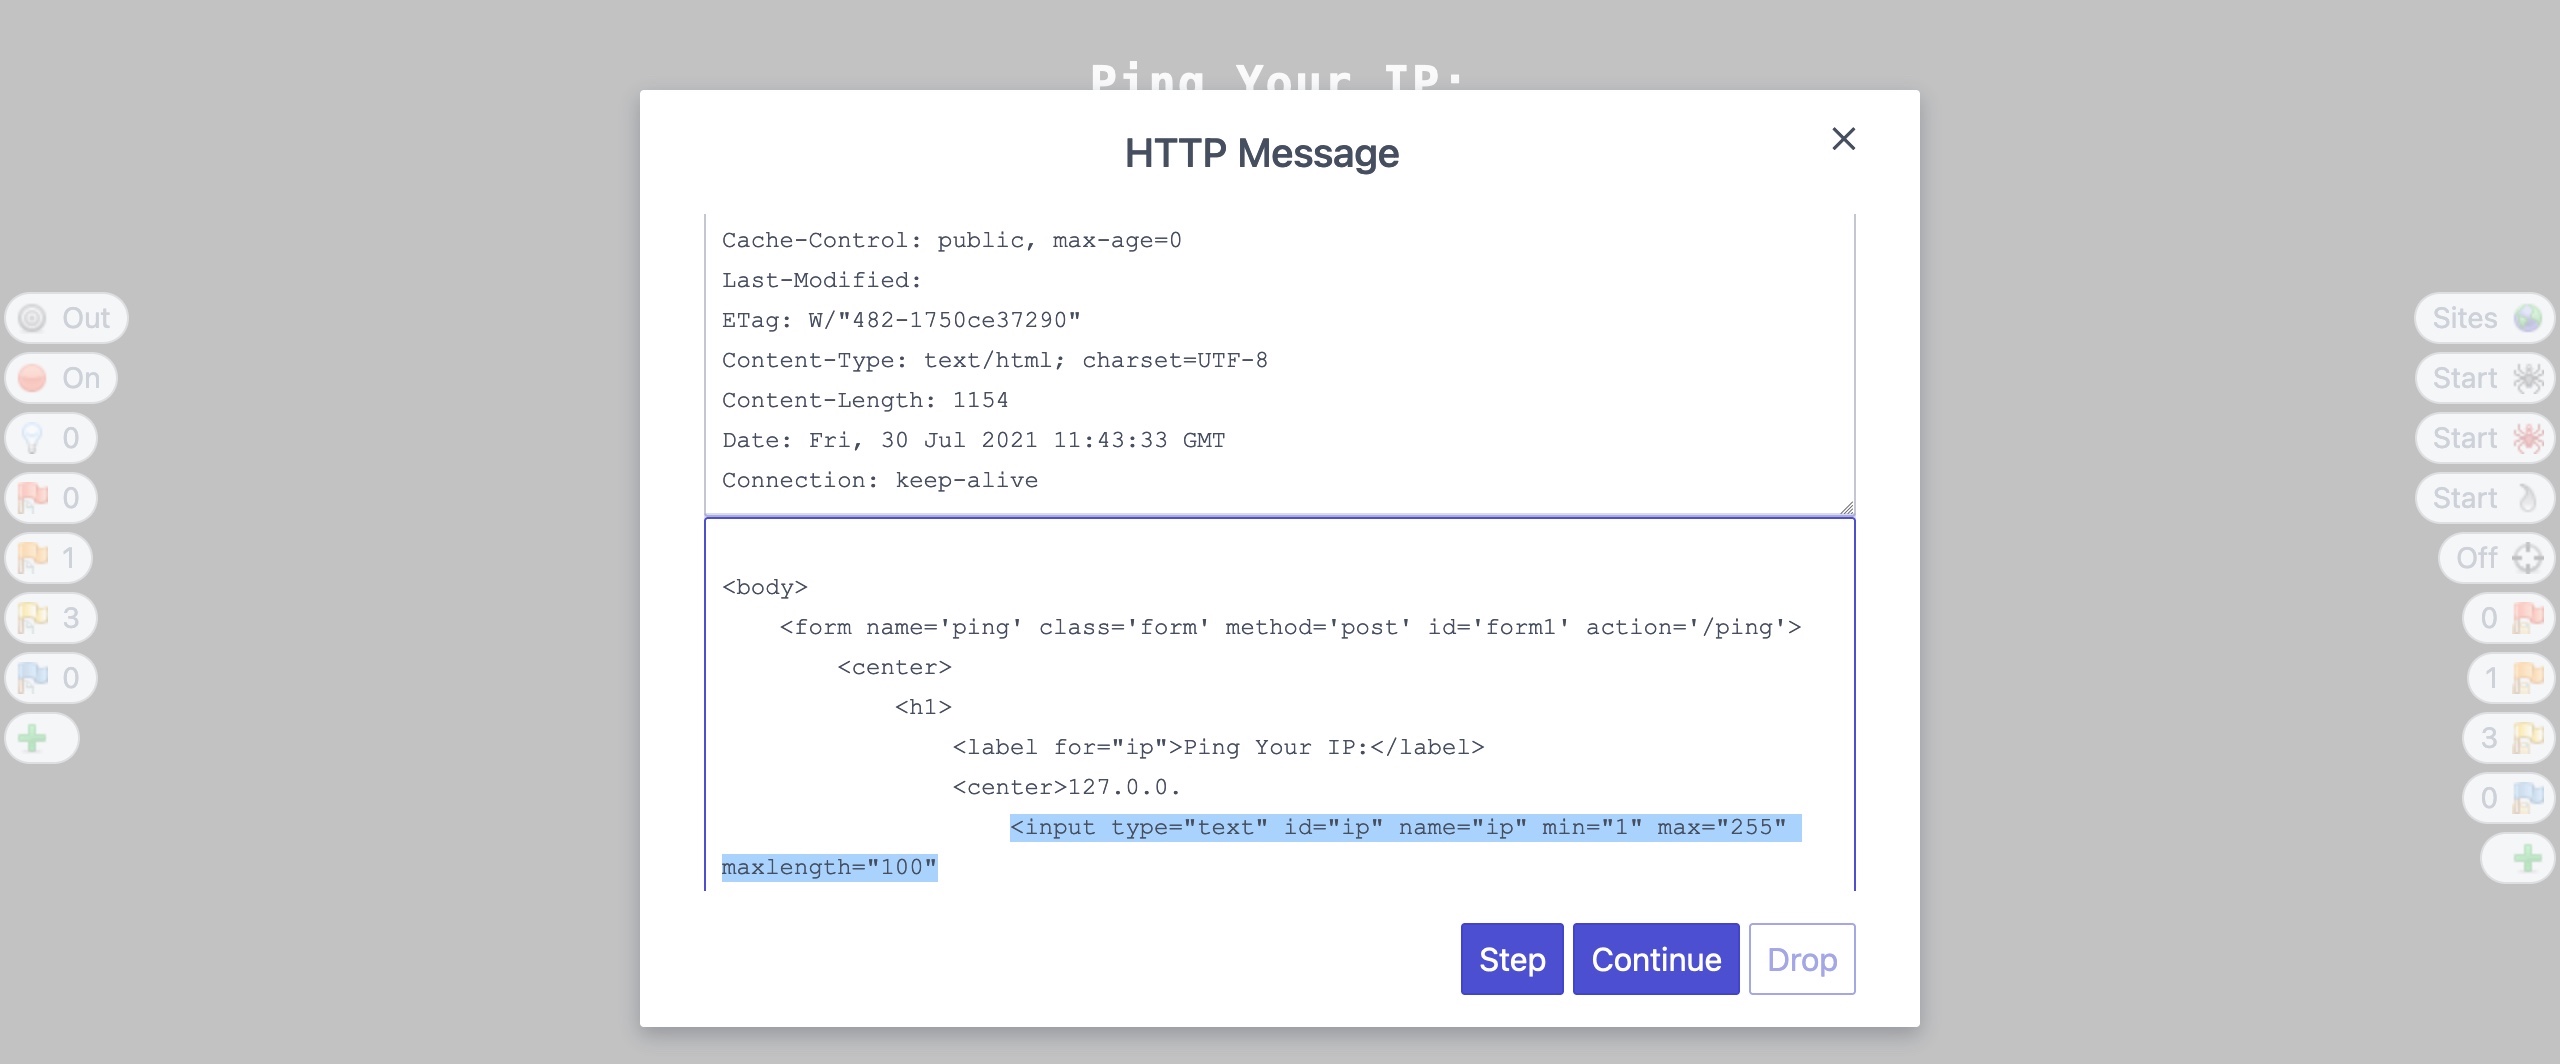 Ping Your IP:
HTTP Message
Cache-Control: public, max-age=0
Last-Modified:
ETag: W/"482-1750ce37290"
Content-Type: text/html; charset=UTF-8
Content-Length: 1154
Date: Fri, 30 Jul 2021 11:43:33 GMT
Connection: keep-alive
<body>
<form name='ping' class='form' method='post' id='form1' action='/ping'>
<center>
<h1>
<label for="ip">Ping Your IP:</label>
<center>127.0.0.
<input type="text" id="ip" name="ip" min="1" max="255"
maxlength="100"
Step Continue Drop
Out
On
0
0
1
3
0
Sites
Start
Start
Start
Off
0
1
3
0